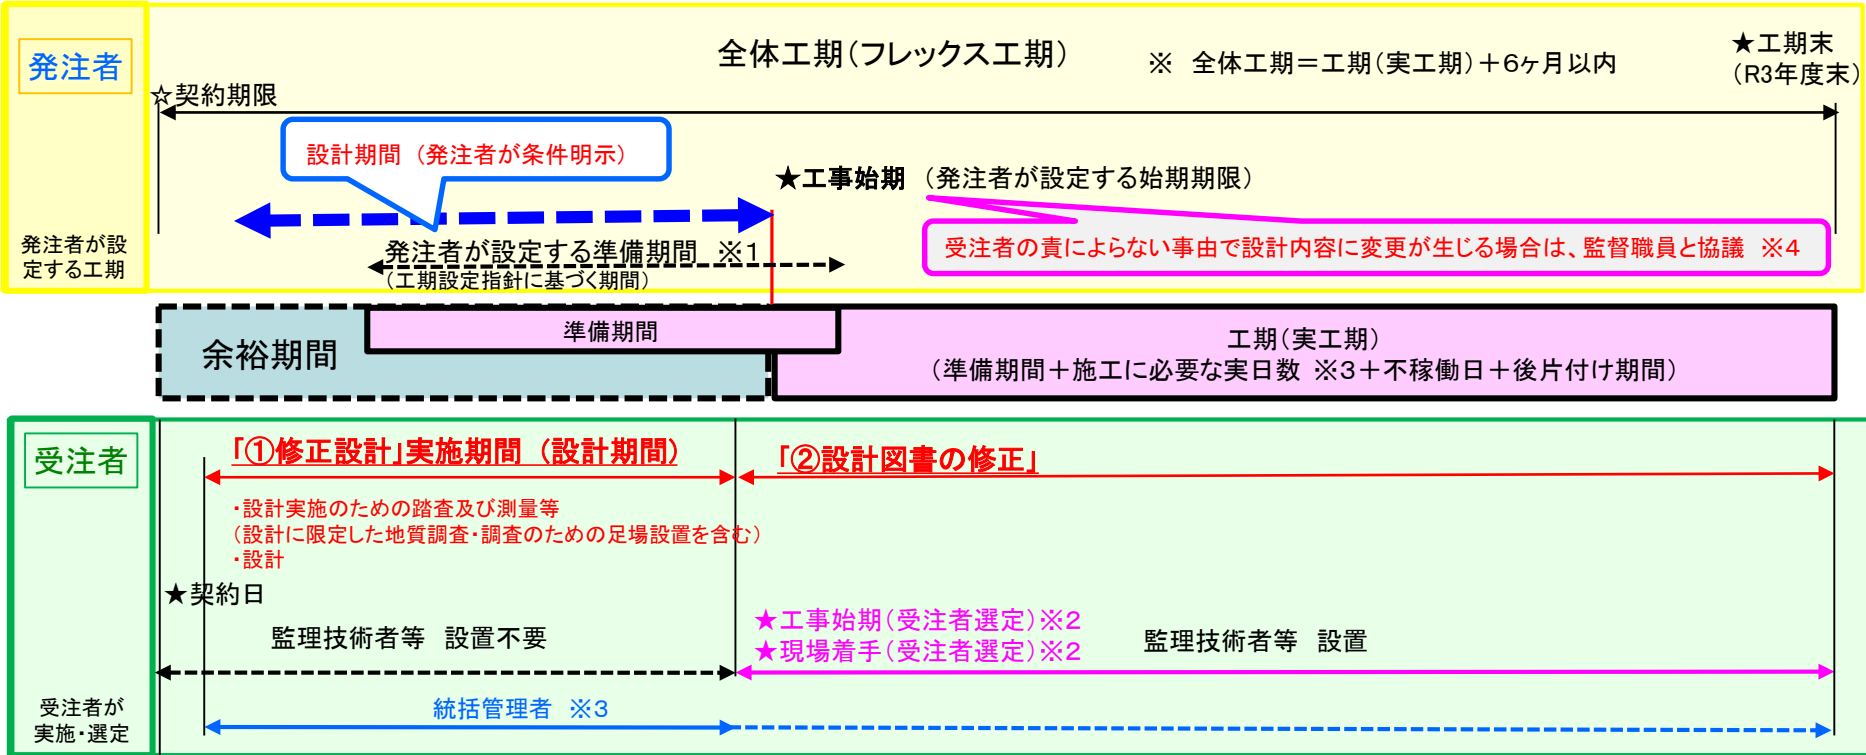 発注者
全体工期(フレックス工期)
※ 全体工期＝工期(実工期)＋6ヶ月以内
★工期末
(R3年度末)
☆契約期限
設計期間 (発注者が条件明示)
★工事始期 (発注者が設定する始期期限)
発注者が設
定する工期
発注者が設定する準備期間 ※1
(工期設定指針に基づく期間)
受注者の責によらない事由で設計内容に変更が生じる場合は、監督職員と協議 ※4
余裕期間
準備期間
工期(実工期)
(準備期間＋施工に必要な実日数 ※3＋不稼働日＋後片付け期間)
受注者
「①修正設計」実施期間 (設計期間)
「②設計図書の修正」
・設計実施のための踏査及び測量等
(設計に限定した地質調査・調査のための足場設置を含む)
・設計
★契約日
監理技術者等 設置不要
★工事始期(受注者選定)※2
★現場着手(受注者選定)※2
監理技術者等 設置
受注者が
実施・選定
統括管理者 ※3